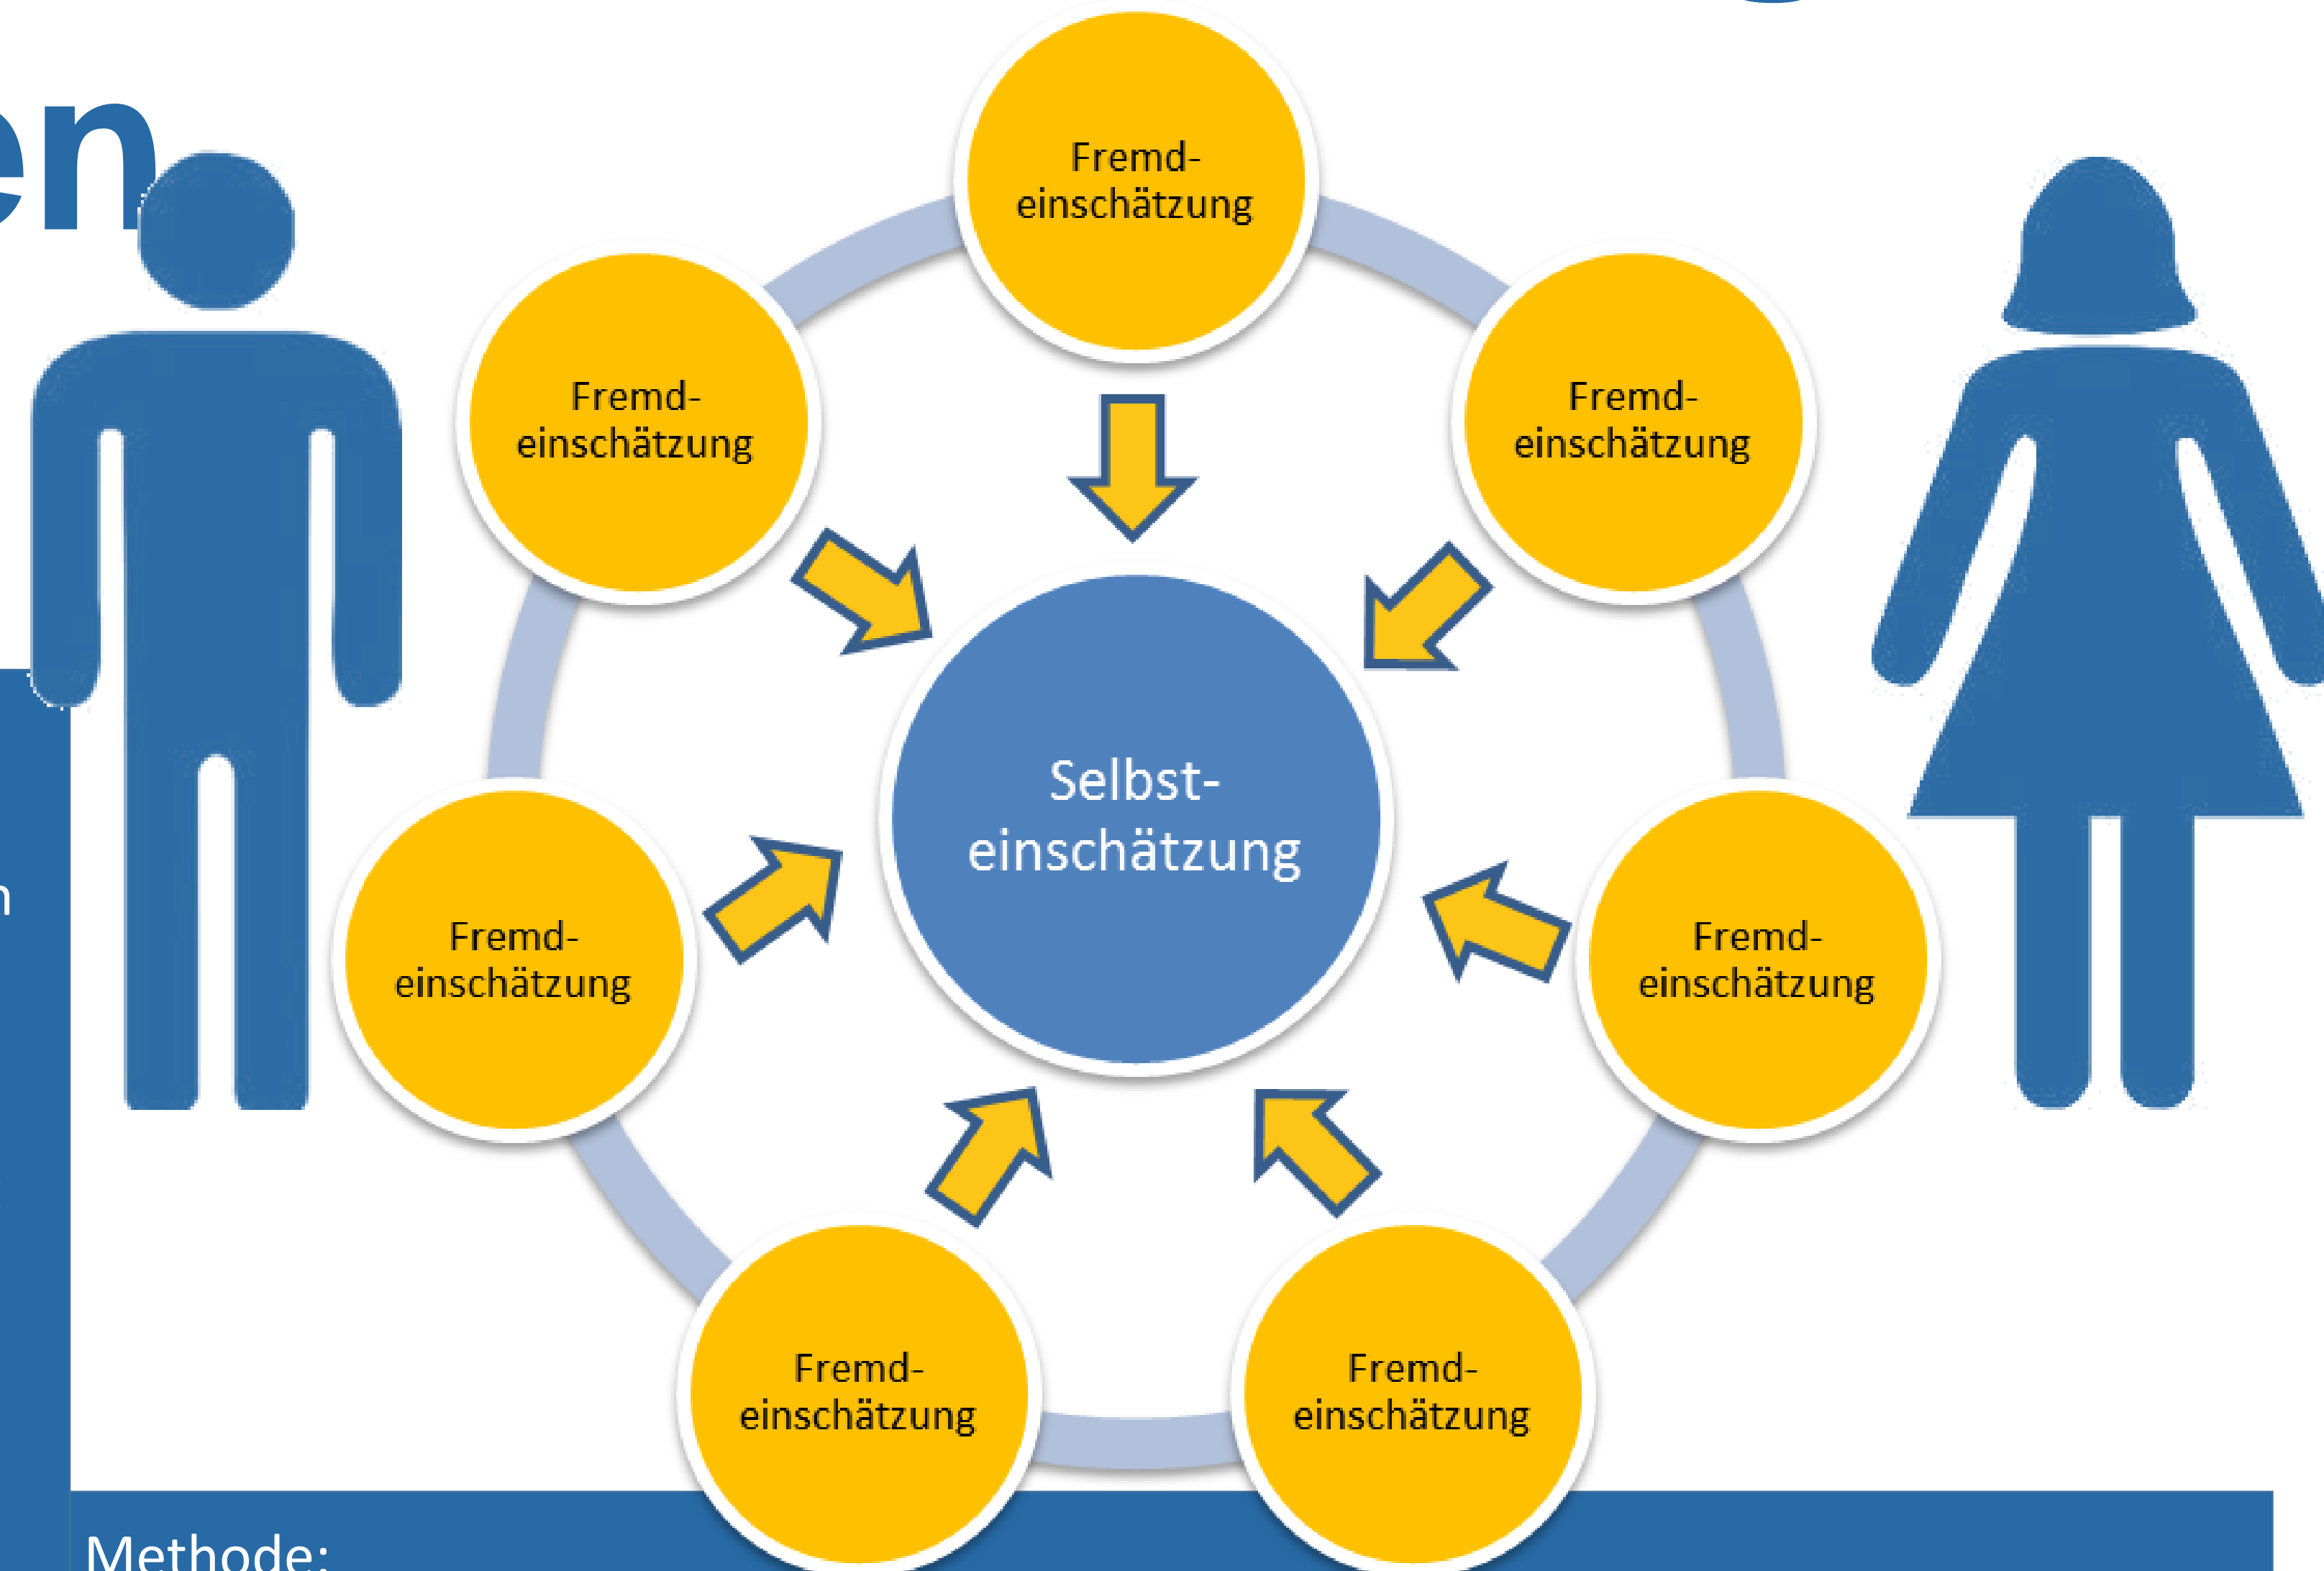 en
Fremd-
einschätzung
Fremd-
einschätzung
Fremd-
einschätzung
Selbst-
einschätzung
n
Fremd-
einschätzung
Fremd-
einschätzung
Fremd-
einschätzung
Fremd-
einschätzung
Methode: